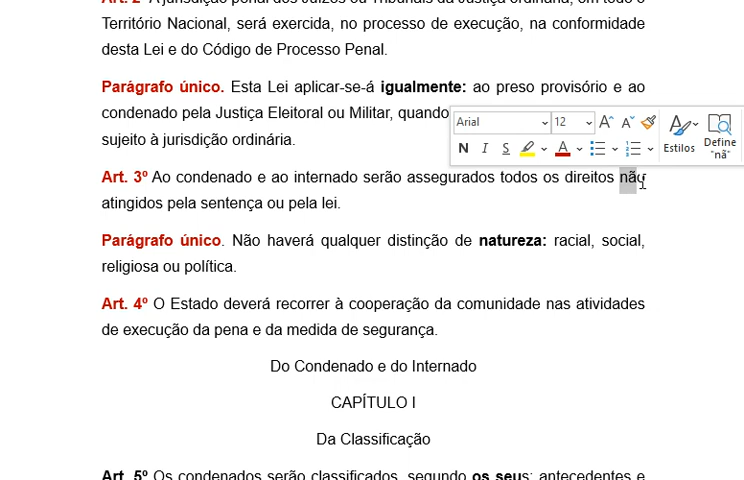 Art. 2º A jurisdição penal dos Juízes ou Tribunais da Justiça ordinária, em todo o
Território Nacional, será exercida, no processo de execução, na conformidade
desta Lei e do Código de Processo Penal.
Parágrafo único. Esta Lei aplicar-se-á igualmente: ao preso provisório e ao
condenado pela Justiça Eleitoral ou Militar, quando
sujeito à jurisdição ordinária.
Arial 12
N I S A Estilos Define
"nã"
Art. 3º Ao condenado e ao internado serão assegurados todos os direitos não
atingidos pela sentença ou pela lei.
Parágrafo único. Não haverá qualquer distinção de natureza: racial, social,
religiosa ou política.
Art. 4º O Estado deverá recorrer à cooperação da comunidade nas atividades
de execução da pena e da medida de segurança.
Do Condenado e do Internado
CAPÍTULO I
Da Classificação
Art. 5º Os condenados serão classificados, segundo os seus: antecedentes e